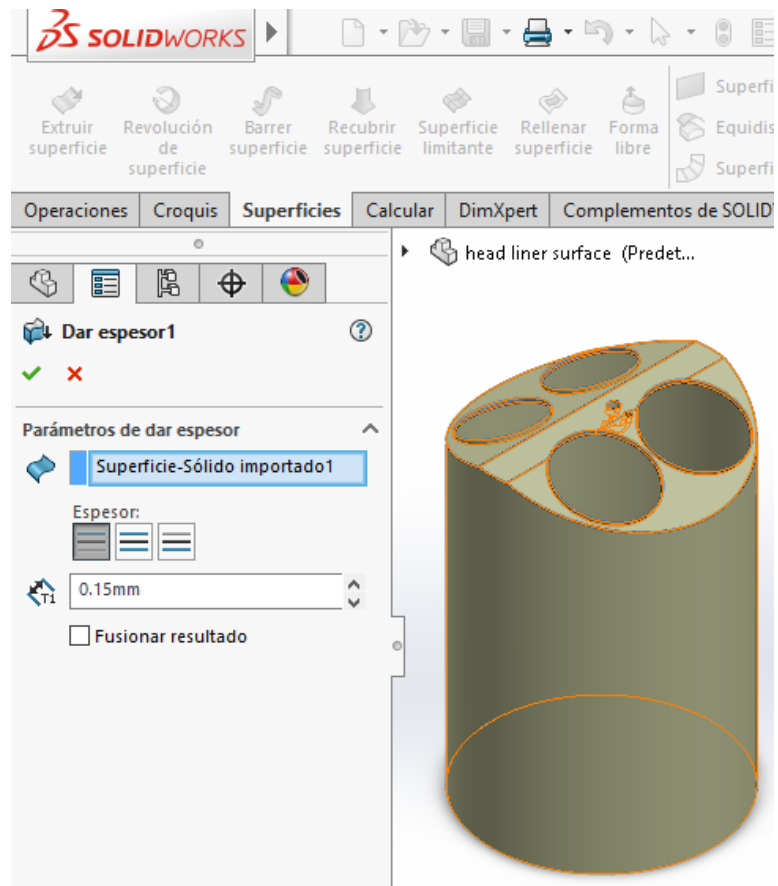 SOLIDWORKS
Extruir superficie
Revolución de superficie
Barrer superficie
Recubrir superficie
Superficie limitante
Rellenar superficie
Forma libre
Superfi
Equidis
Superfi
Operaciones Croquis Superficies Calcular DimXpert Complementos de SOLID
head liner surface (Predet...
Dar espesor1
Parámetros de dar espesor
Superficie-Sólido importado1
Espesor:
T1
0.15mm
Fusionar resultado